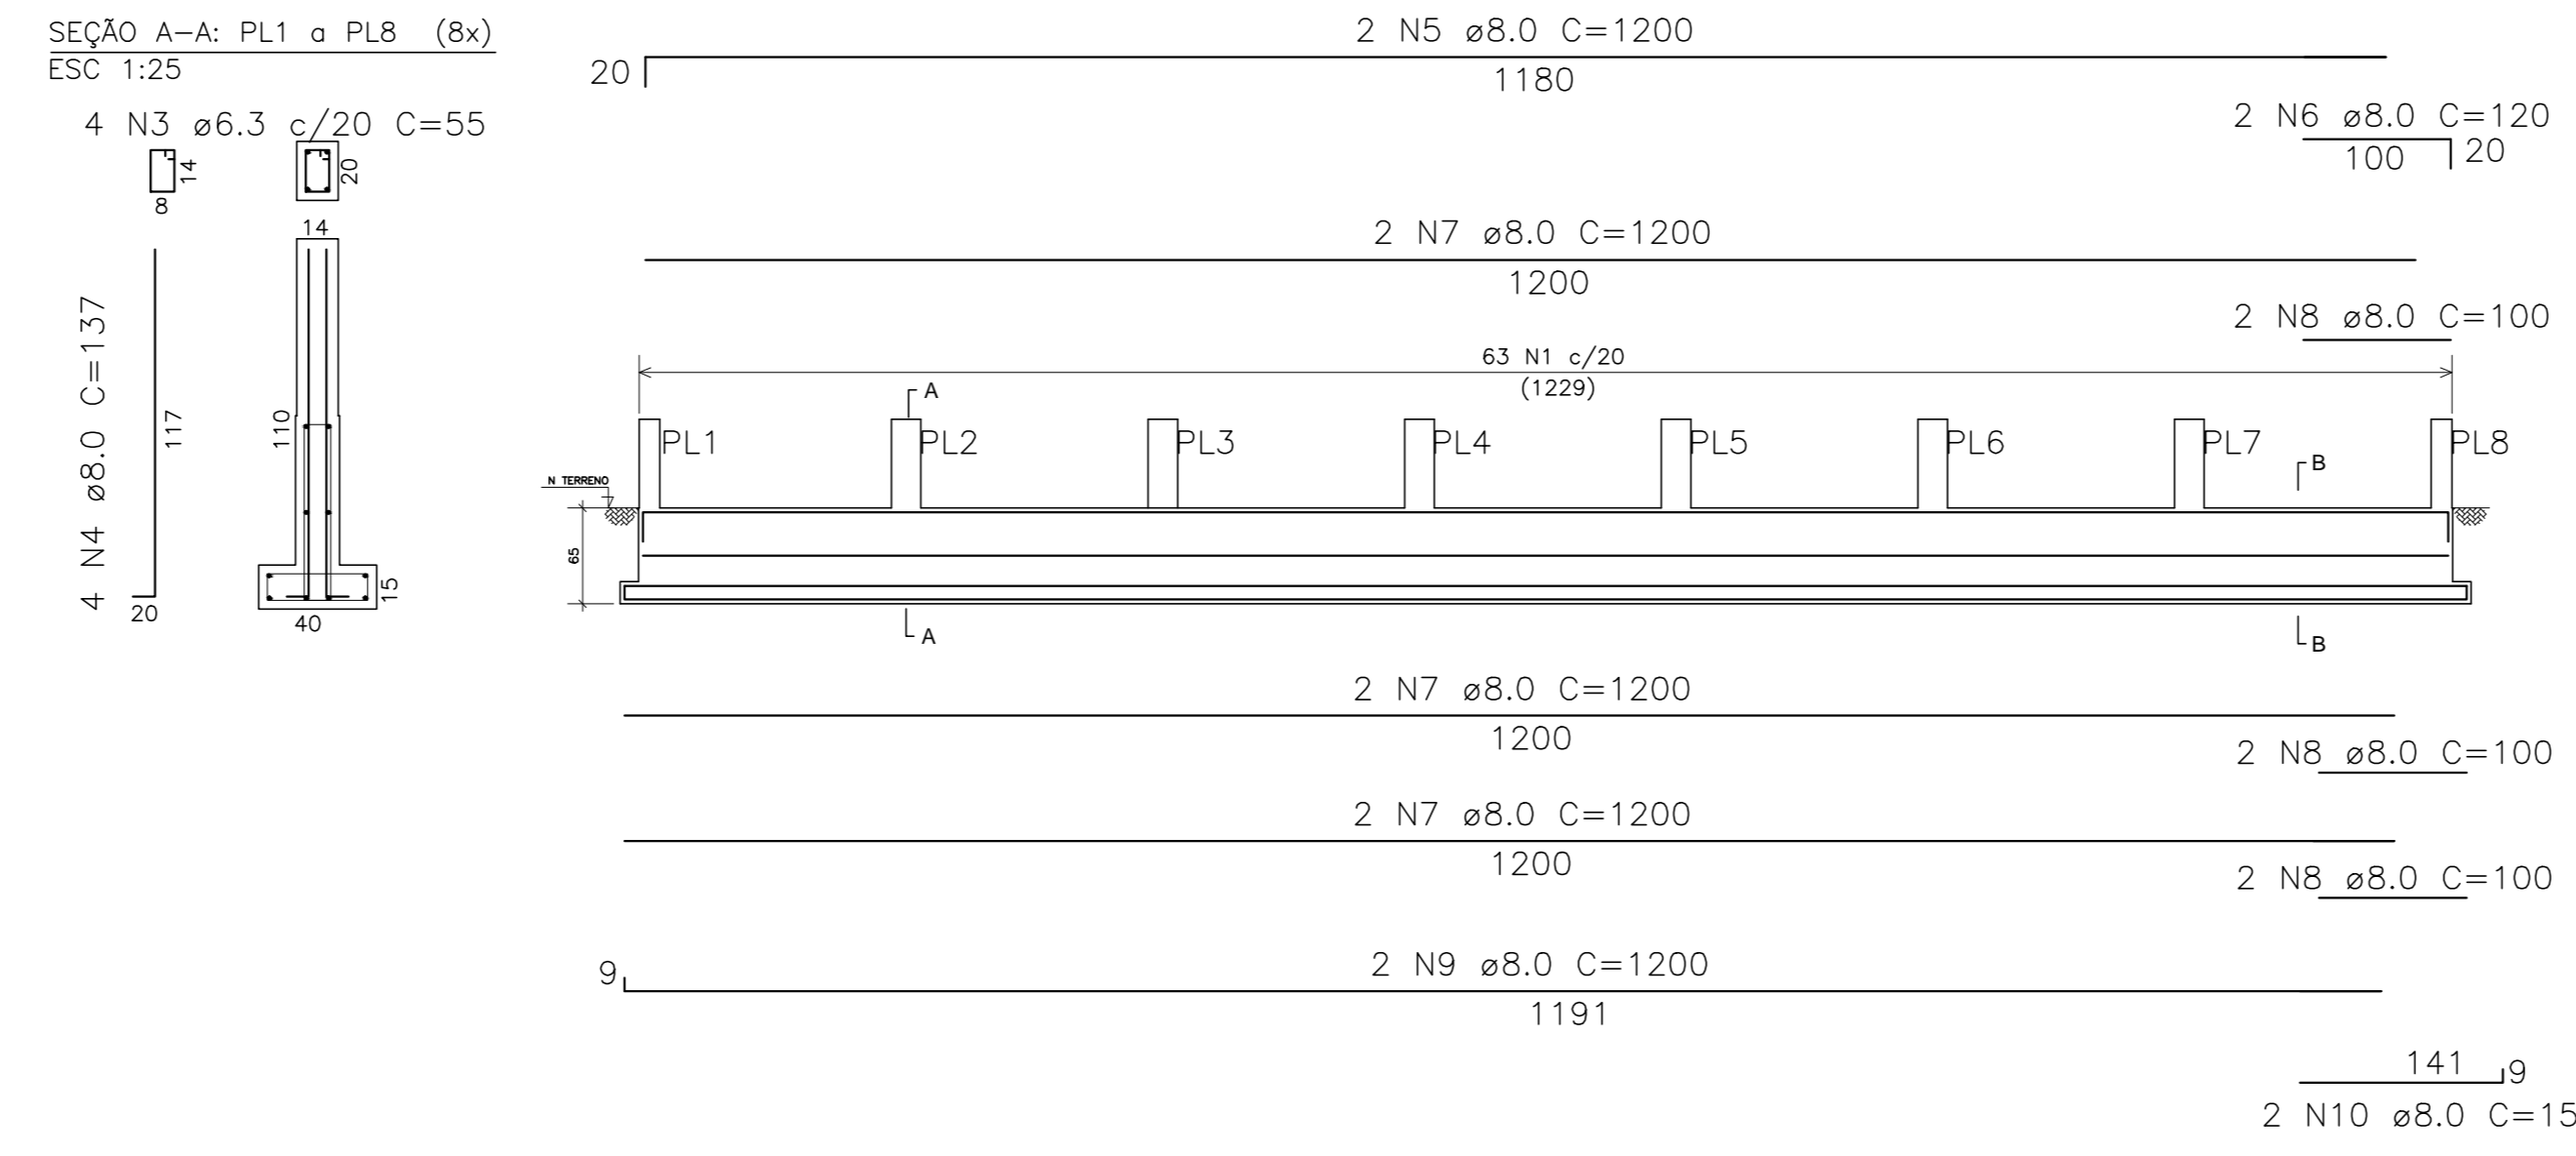 SEÇÃO A-A: PL1 a PL8 (8x)
ESC 1:25
4 N3 ø6.3 c/20 C=55
14
8
20
14
4 N4 ø8.0 C=137
117
20
110
15
40
2 N5 ø8.0 C=1200
20
1180
2 N6 ø8.0 C=120
100
20
2 N7 ø8.0 C=1200
1200
2 N8 ø8.0 C=100
63 N1 c/20
(1229)
A
PL1
PL2
PL3
PL4
PL5
PL6
PL7
PL8
B
N TERRENO
65
A
B
2 N7 ø8.0 C=1200
1200
2 N8 ø8.0 C=100
2 N7 ø8.0 C=1200
1200
2 N8 ø8.0 C=100
9
2 N9 ø8.0 C=1200
1191
141
9
2 N10 ø8.0 C=15